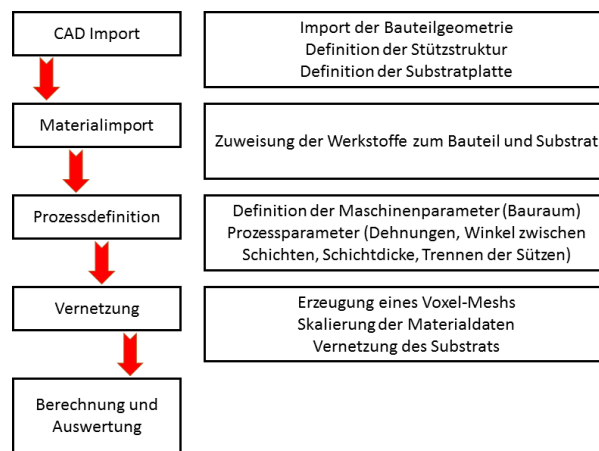 CAD Import
Import der Bauteilgeometrie
Definition der Stützstruktur
Definition der Substratplatte
Materialimport
Zuweisung der Werkstoffe zum Bauteil und Substrat
Prozessdefinition
Definition der Maschinenparameter (Bauraum)
Prozessparameter (Dehnungen, Winkel zwischen
Schichten, Schichtdicke, Trennen der Sützen)
Vernetzung
Erzeugung eines Voxel-Meshs
Skalierung der Materialdaten
Vernetzung des Substrats
Berechnung und
Auswertung